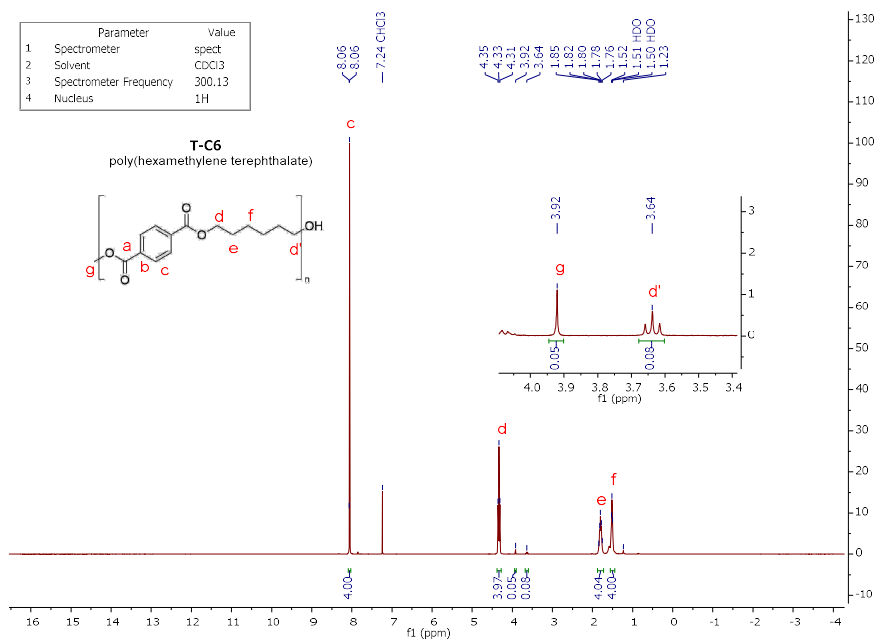 Parameter Value
1 Spectrometer spect
2 Solvent CDCl3
3 Spectrometer Frequency 300.13
4 Nucleus 1H
8.06
8.06
7.24 CHCl3
4.35
4.33
4.31
3.92
3.64
1.85
1.82
1.80
1.78
1.76
1.52
1.51 HDO
1.50 HDO
1.23
T-C6
poly(hexamethylene terephthalate)
O
O
O
O
OH
n
a
b
c
d
e
f
d'
g
c
d
e
f
3.92
3.64
g
d'
0.05
0.08
4.0 3.9 3.8 3.7 3.6 3.5 3.4
f1 (ppm)
3
2
1
0
4.00
3.97
0.05
0.08
4.04
4.00
16 15 14 13 12 11 10 9 8 7 6 5 4 3 2 1 0 -1 -2 -3 -4
f1 (ppm)
130
120
110
100
90
80
70
60
50
40
30
20
10
0
-10